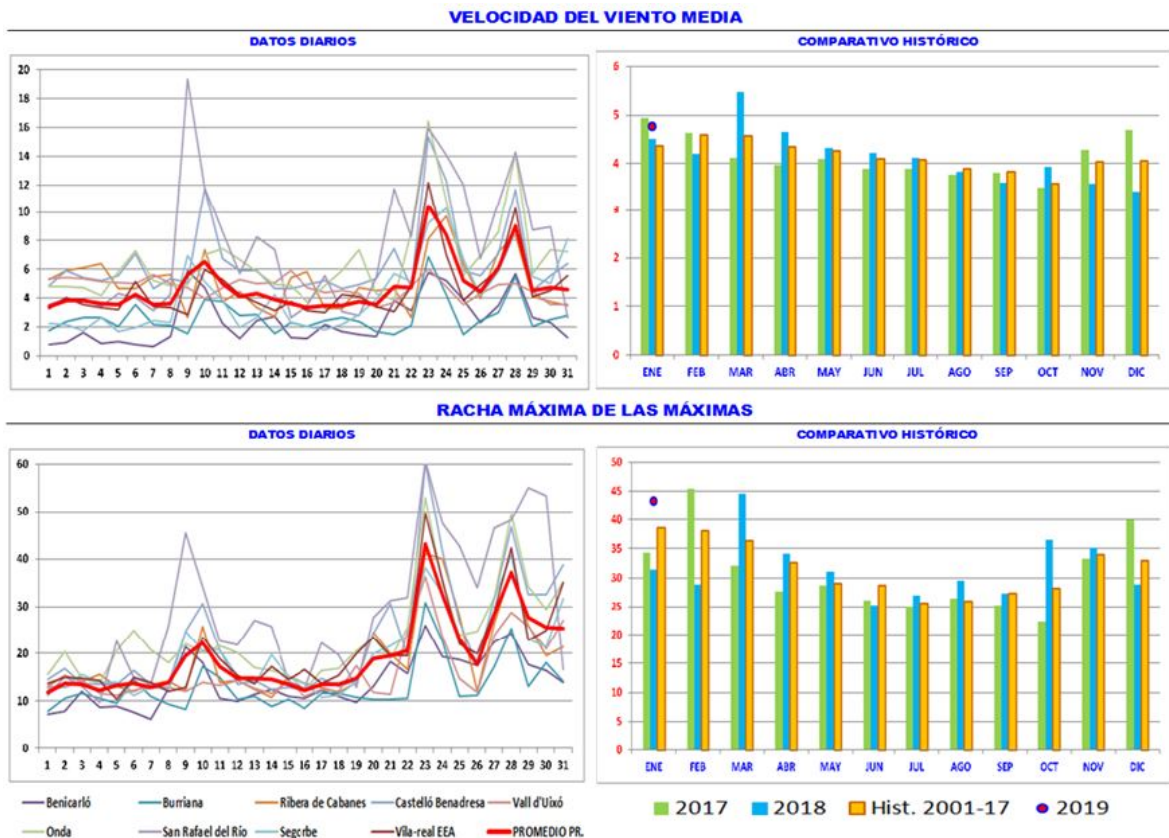 VELOCIDAD DEL VIENTO MEDIA
DATOS DIARIOS
COMPARATIVO HISTÓRICO
20
18
16
14
12
10
8
6
4
2
0
1 2 3 4 5 6 7 8 9 10 11 12 13 14 15 16 17 18 19 20 21 22 23 24 25 26 27 28 29 30 31
6
5
4
3
2
1
0
ENE FEB MAR ABR MAY JUN JUL AGO SEP OCT NOV DIC
RACHA MÁXIMA DE LAS MÁXIMAS
DATOS DIARIOS
COMPARATIVO HISTÓRICO
60
50
40
30
20
10
0
1 2 3 4 5 6 7 8 9 10 11 12 13 14 15 16 17 18 19 20 21 22 23 24 25 26 27 28 29 30 31
50
45
40
35
30
25
20
15
10
5
0
ENE FEB MAR ABR MAY JUN JUL AGO SEP OCT NOV DIC
Benicarló Burriana Ribera de Cabanes Castelló Benadresa Vall d'Uixó
Onda San Rafael del Río Segorbe Vila-real EEA PROMEDIO PR.
2017 2018 Hist. 2001-17 2019